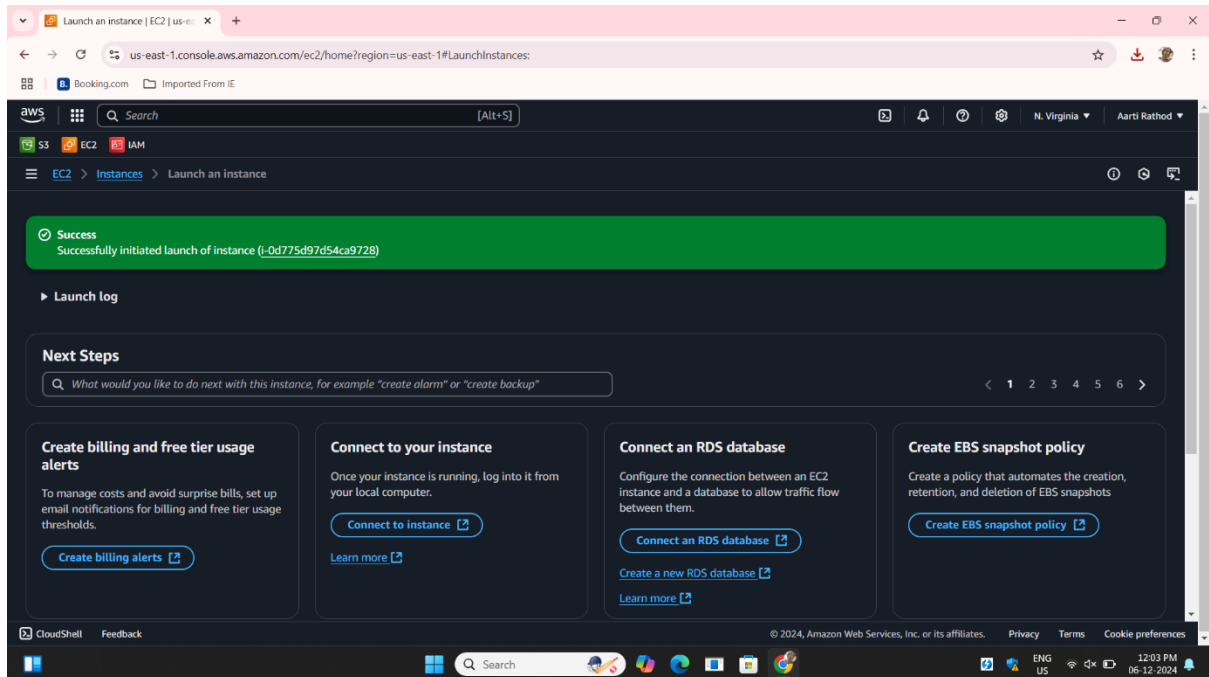 Launch an instance | EC2 | us-ea
us-east-1.console.aws.amazon.com/ec2/home?region=us-east-1#LaunchInstances:
B. Booking.com Imported From IE
aws Search [Alt+S] N. Virginia Aarti Rathod
S3 EC2 IAM
EC2 > Instances > Launch an instance
Success
Successfully initiated launch of instance (i-0d775d97d54ca9728)
Launch log
Next Steps
What would you like to do next with this instance, for example "create alarm" or "create backup"
1 2 3 4 5 6
Create billing and free tier usage
alerts
To manage costs and avoid surprise bills, set up
email notifications for billing and free tier usage
thresholds.
Create billing alerts
Connect to your instance
Once your instance is running, log into it from
your local computer.
Connect to instance
Learn more
Connect an RDS database
Configure the connection between an EC2
instance and a database to allow traffic flow
between them.
Connect an RDS database
Create a new RDS database
Learn more
Create EBS snapshot policy
Create a policy that automates the creation,
retention, and deletion of EBS snapshots
Create EBS snapshot policy
CloudShell Feedback © 2024, Amazon Web Services, Inc. or its affiliates. Privacy Terms Cookie preferences
Search
ENG
US
12:03 PM
06-12-2024